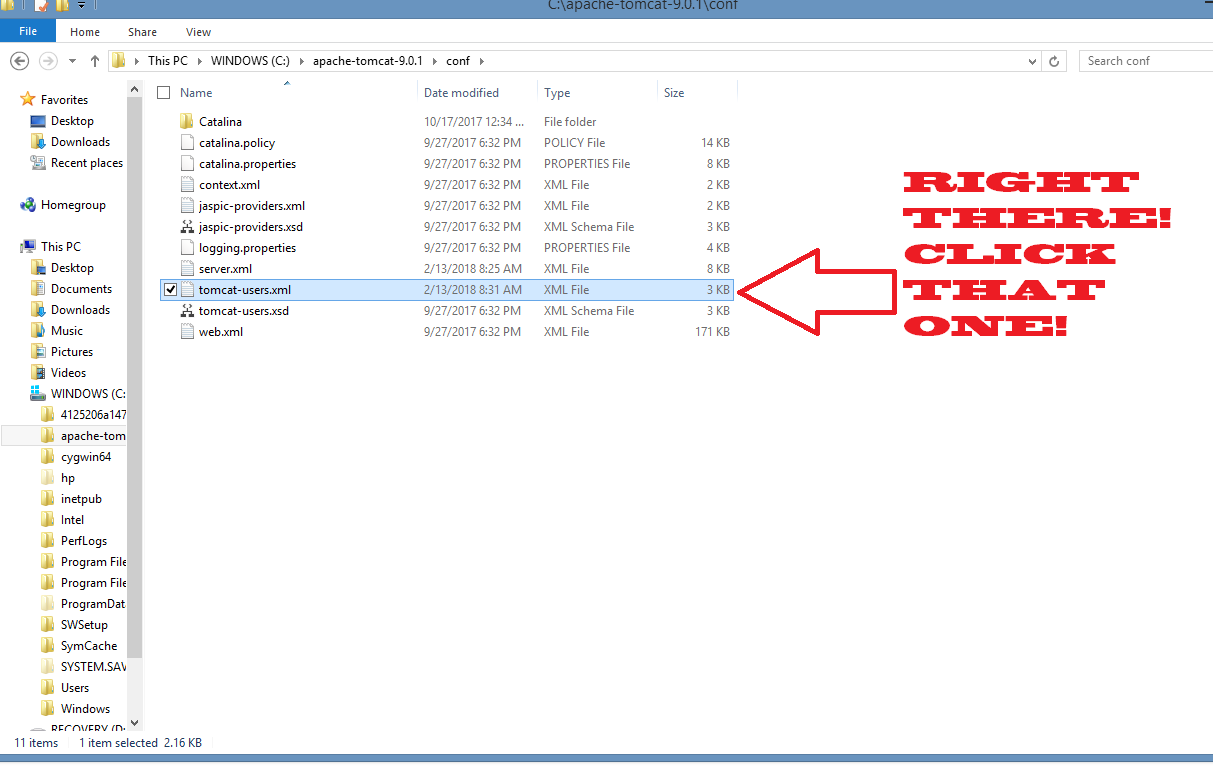 C:\apache-tomcat-9.0.1\conf
File Home Share View
This PC WINDOWS (C:) apache-tomcat-9.0.1 conf
Search conf
Favorites
Desktop
Downloads
Recent places
Homegroup
This PC
Desktop
Documents
Downloads
Music
Pictures
Videos
WINDOWS (C:
4125206a147
apache-tom
cygwin64
hp
inetpub
Intel
PerfLogs
Program File
Program File
ProgramDat
SWSetup
SymCache
SYSTEM.SAV
Users
Windows
RECOVERY (D:
Name Date modified Type Size
Catalina 10/17/2017 12:34 ... File folder
catalina.policy 9/27/2017 6:32 PM POLICY File 14 KB
catalina.properties 9/27/2017 6:32 PM PROPERTIES File 8 KB
context.xml 9/27/2017 6:32 PM XML File 2 KB
jaspic-providers.xml 9/27/2017 6:32 PM XML File 2 KB
jaspic-providers.xsd 9/27/2017 6:32 PM XML Schema File 3 KB
logging.properties 9/27/2017 6:32 PM PROPERTIES File 4 KB
server.xml 2/13/2018 8:25 AM XML File 8 KB
tomcat-users.xml 2/13/2018 8:31 AM XML File 3 KB
tomcat-users.xsd 9/27/2017 6:32 PM XML Schema File 3 KB
web.xml 9/27/2017 6:32 PM XML File 171 KB
RIGHT
THERE!
CLICK
THAT
ONE!
11 items 1 item selected 2.16 KB